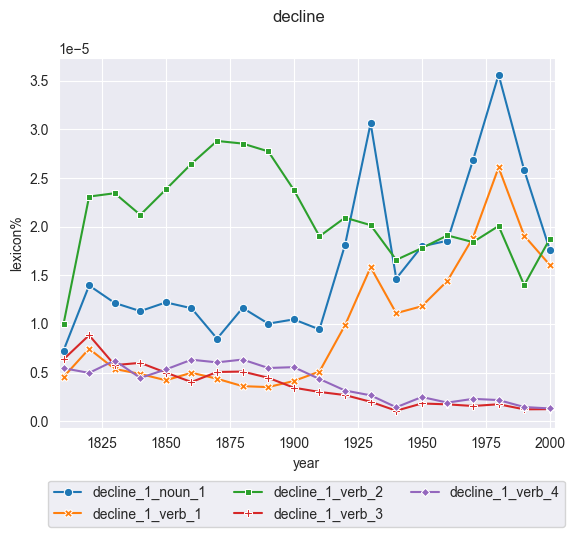 decline
1e−5
3.5
3.0
2.5
2.0
1.5
1.0
0.5
0.0
lexicon%
1825 1850 1875 1900 1925 1950 1975 2000
year
decline_1_noun_1 decline_1_verb_2 decline_1_verb_4
decline_1_verb_1 decline_1_verb_3